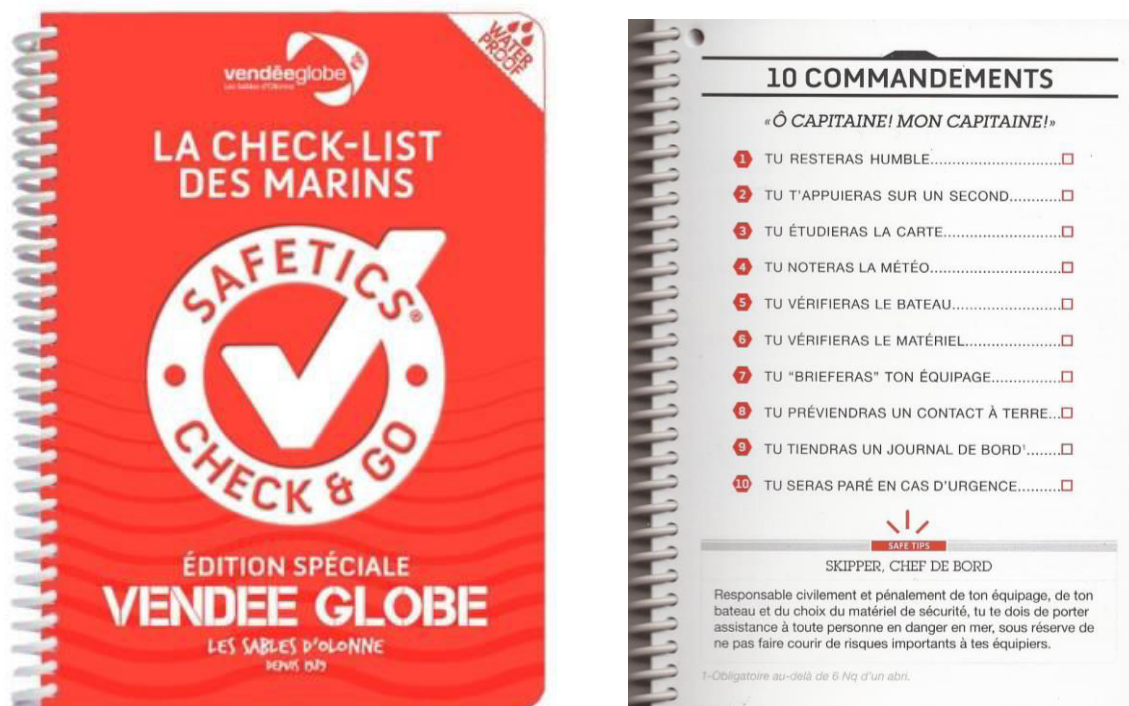 vendéeglobe
Les Sables d'Olonne
WATER
PROOF
LA CHECK-LIST
DES MARINS
SAFETICS®
CHECK & GO
ÉDITION SPÉCIALE
VENDEE GLOBE
LES SABLES D'OLONNE
DEPUIS 1989
10 COMMANDEMENTS
«Ô CAPITAINE! MON CAPITAINE!»
1 TU RESTERAS HUMBLE
2 TU T'APPUIERAS SUR UN SECOND
3 TU ÉTUDIERAS LA CARTE
4 TU NOTERAS LA MÉTÉO
5 TU VÉRIFIERAS LE BATEAU
6 TU VÉRIFIERAS LE MATÉRIEL
7 TU "BRIEFERAS" TON ÉQUIPAGE
8 TU PRÉVIENDRAS UN CONTACT À TERRE...
9 TU TIENDRAS UN JOURNAL DE BORD¹
10 TU SERAS PARÉ EN CAS D'URGENCE
SAFE TIPS
SKIPPER, CHEF DE BORD
Responsable civilement et pénalement de ton équipage, de ton
bateau et du choix du matériel de sécurité, tu te dois de porter
assistance à toute personne en danger en mer, sous réserve de
ne pas faire courir de risques importants à tes équipiers.
1-Obligatoire au-delà de 6 Nq d'un abri.